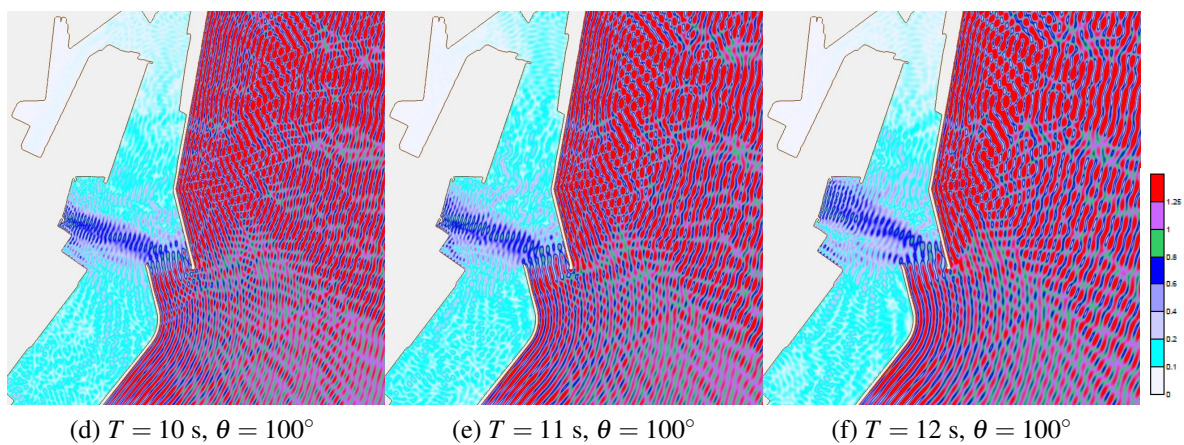 1.25
1
0.8
0.6
0.4
0.2
0.1
0
(d) T = 10 s, θ = 100°
(e) T = 11 s, θ = 100°
(f) T = 12 s, θ = 100°